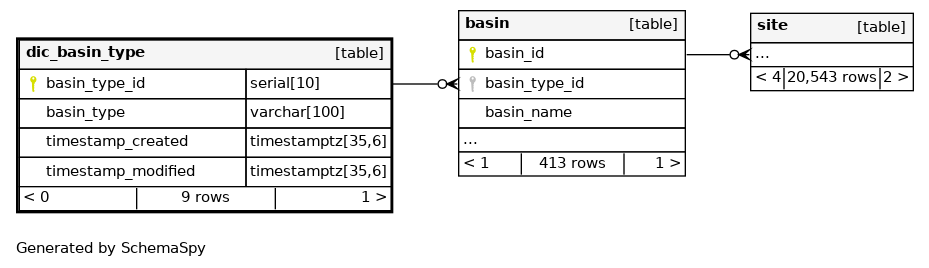 dic_basin_type [table]
basin_type_id serial[10]
basin_type varchar[100]
timestamp_created timestamptz[35,6]
timestamp_modified timestamptz[35,6]
< 0 9 rows 1 >
basin [table]
basin_id
basin_type_id
basin_name
...
< 1 413 rows 1 >
site [table]
...
< 4 20,543 rows 2 >
Generated by SchemaSpy